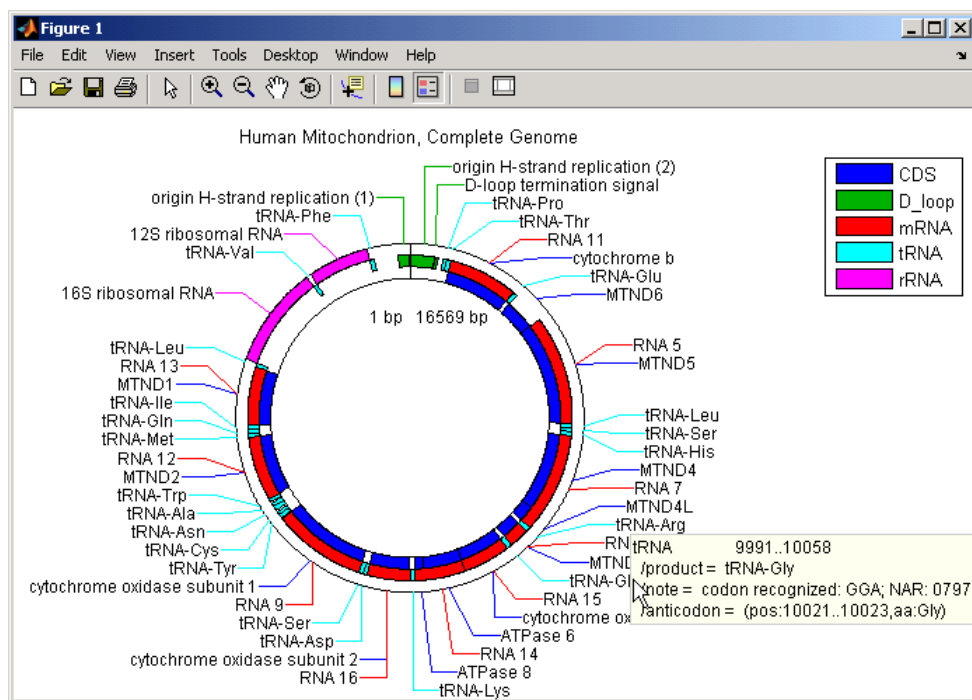 Figure 1
File Edit View Insert Tools Desktop Window Help
Human Mitochondrion, Complete Genome
origin H-strand replication (2)
D-loop termination signal
origin H-strand replication (1)
tRNA-Pro
tRNA-Phe
tRNA-Thr
12S ribosomal RNA
RNA 11
tRNA-Val
cytochrome b
tRNA-Glu
16S ribosomal RNA
MTND6
1 bp 16569 bp
CDS
D_loop
mRNA
tRNA
rRNA
tRNA-Leu
RNA 13
MTND1
tRNA-Ile
tRNA-Gln
tRNA-Met
RNA 12
MTND2
tRNA-Trp
tRNA-Ala
tRNA-Asn
tRNA-Cys
tRNA-Tyr
cytochrome oxidase subunit 1
RNA 9
tRNA-Ser
tRNA-Asp
cytochrome oxidase subunit 2
RNA 16
RNA 5
MTND5
tRNA-Leu
tRNA-Ser
tRNA-His
MTND4
RNA 7
MTND4L
tRNA-Arg
RN
MTND
tRNA-Gl
RNA 15
cytochrome ox
ATPase 6
RNA 14
ATPase 8
tRNA-Lys
tRNA 9991..10058
/product = tRNA-Gly
/note = codon recognized: GGA; NAR: 0797
/anticodon = (pos:10021..10023,aa:Gly)